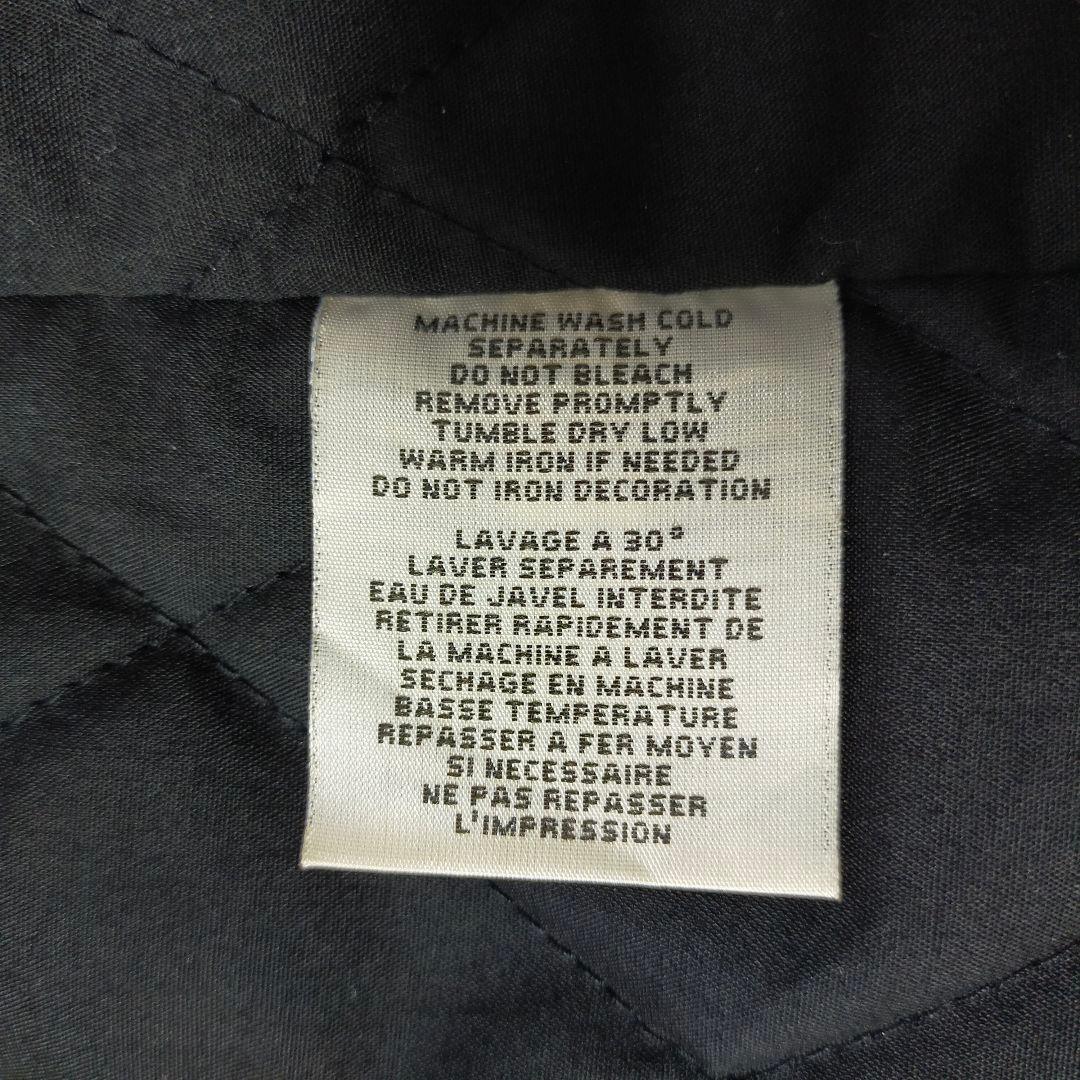 MACHINE WASH COLD
SEPARATELY
DO NOT BLEACH
REMOVE PROMPTLY
TUMBLE DRY LOW
WARM IRON IF NEEDED
DO NOT IRON DECORATION
LAVAGE A 30°
LAVER SEPAREMENT
EAU DE JAVEL INTERDITE
RETIRER RAPIDEMENT DE
LA MACHINE A LAVER
SECHAGE EN MACHINE
BASSE TEMPERATURE
REPASSER A FER MOYEN
SI NECESSAIRE
NE PAS REPASSER
L'IMPRESSION